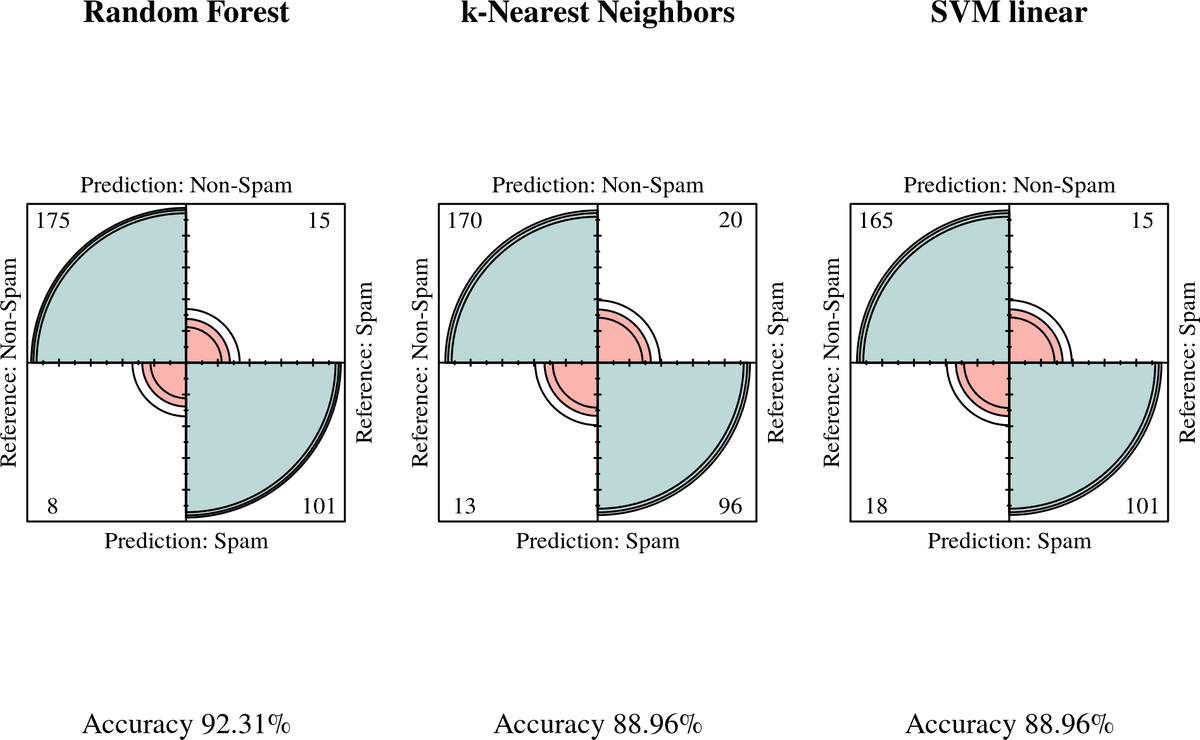 Random Forest
Prediction: Non-Spam
175
15
Reference: Non-Spam
Reference: Spam
8
101
Prediction: Spam
Accuracy 92.31%
k-Nearest Neighbors
Prediction: Non-Spam
170
20
Reference: Non-Spam
Reference: Spam
13
96
Prediction: Spam
Accuracy 88.96%
SVM linear
Prediction: Non-Spam
165
15
Reference: Non-Spam
Reference: Spam
18
101
Prediction: Spam
Accuracy 88.96%